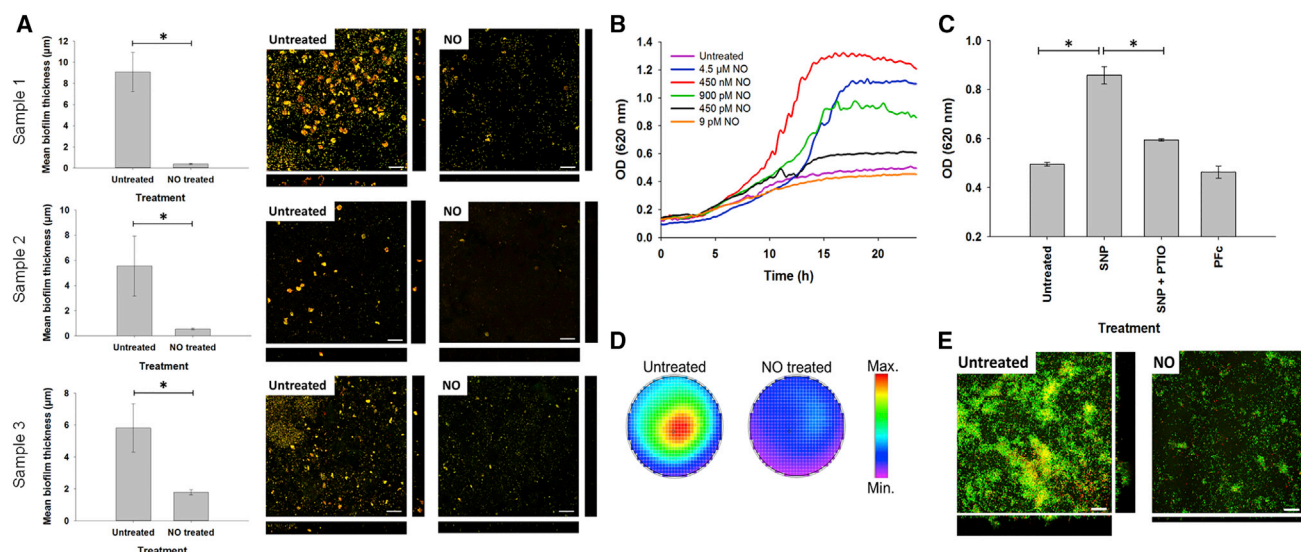 A
Sample 1
Mean biofilm thickness (µm)
12
10
8
6
4
2
0
*
Untreated NO treated
Treatment
Untreated
NO
Sample 2
Mean biofilm thickness (µm)
10
8
6
4
2
0
*
Untreated NO treated
Treatment
Untreated
NO
Sample 3
Mean biofilm thickness (µm)
8
6
4
2
0
*
Untreated NO treated
Treatment
Untreated
NO
B
OD (620 nm)
1.4
1.2
1.0
0.8
0.6
0.4
0.2
0.0
Untreated
4.5 µM NO
450 nM NO
900 pM NO
450 pM NO
9 pM NO
0 5 10 15 20
Time (h)
C
OD (620 nm)
1.0
0.8
0.6
0.4
0.2
* *
Untreated
SNP
SNP + PTIO
PFc
Treatment
D
Untreated
NO treated
Max.
Min.
E
Untreated
NO